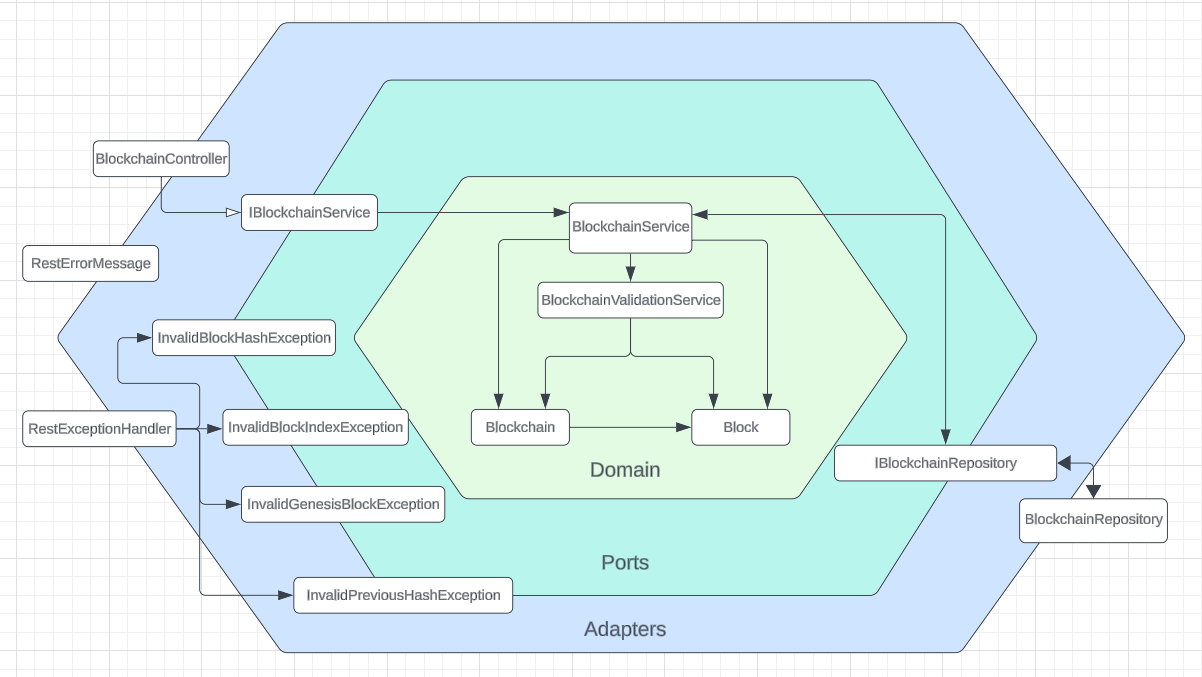 BlockchainController
IBlockchainService
BlockchainService
RestErrorMessage
BlockchainValidationService
InvalidBlockHashException
RestExceptionHandler
InvalidBlockIndexException
Blockchain
Block
Domain
IBlockchainRepository
InvalidGenesisBlockException
BlockchainRepository
Ports
InvalidPreviousHashException
Adapters